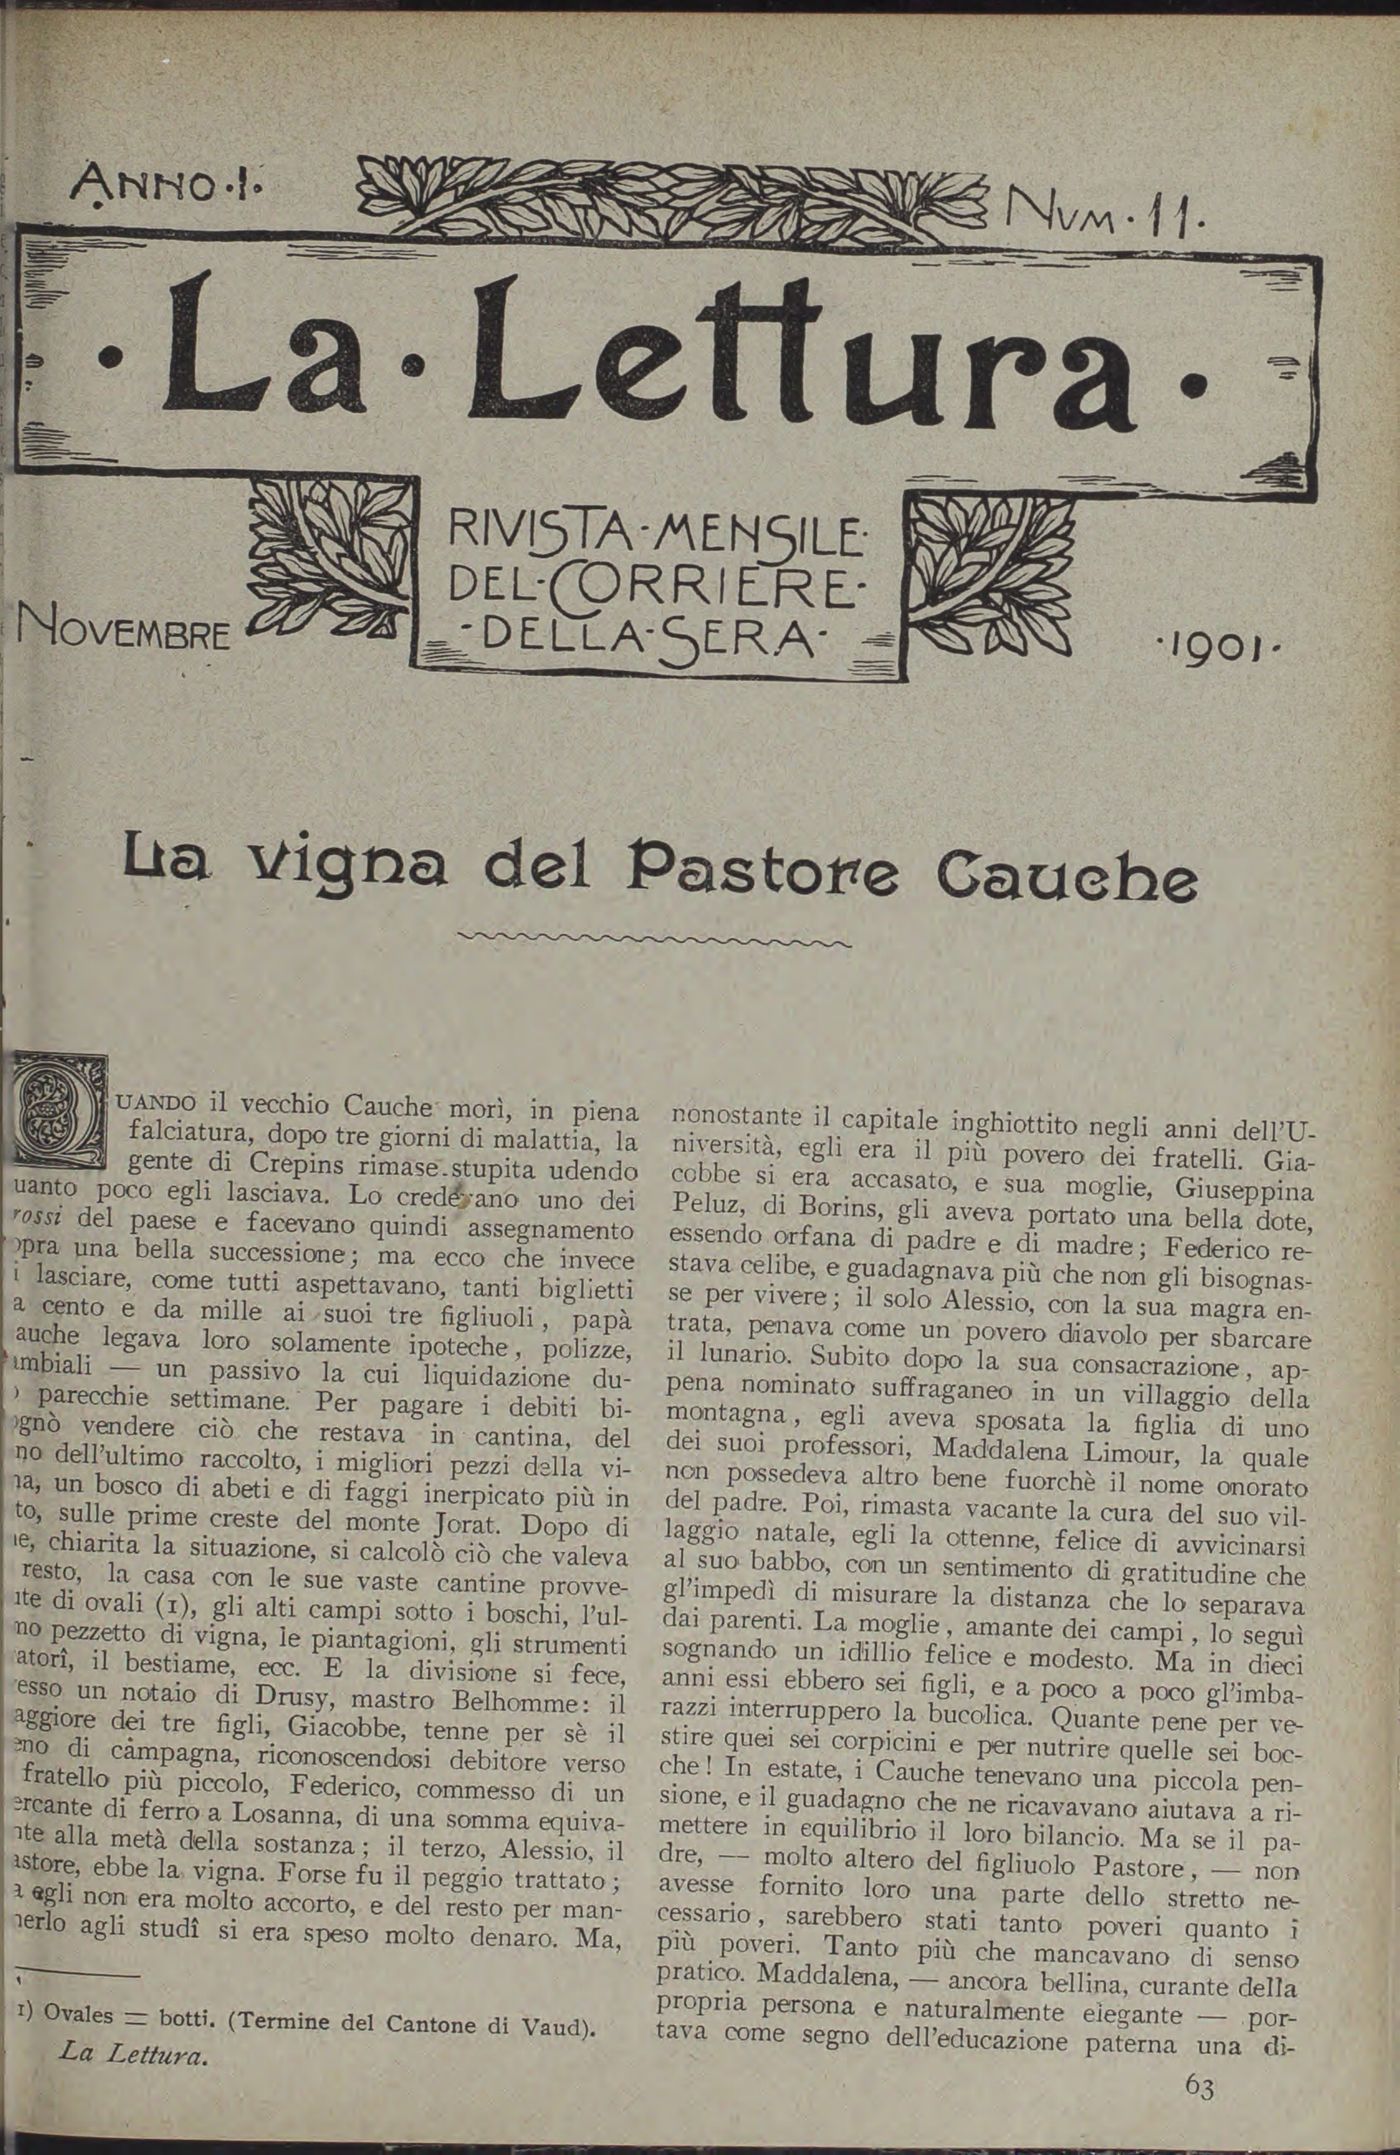 ANNO·I·
NVM·11·
·La·Lettura·
RIVISTA·MENSILE·
DEL·CORRIERE·
·DELLA·SERA·
NOVEMBRE
·1901·
La vigna del Pastore Cauche
QUANDO il vecchio Cauche morì, in piena
falciatura, dopo tre giorni di malattia, la
gente di Crépins rimase stupita udendo
uanto poco egli lasciava. Lo credevano uno dei
rossi del paese e facevano quindi assegnamento
opra una bella successione; ma ecco che invece
i lasciare, come tutti aspettavano, tanti biglietti
a cento e da mille ai suoi tre figliuoli, papà
auche legava loro solamente ipoteche, polizze,
ambiali — un passivo la cui liquidazione du-
ò parecchie settimane. Per pagare i debiti bi-
ognò vendere ciò che restava in cantina, del
no dell'ultimo raccolto, i migliori pezzi della vi-
na, un bosco di abeti e di faggi inerpicato più in
to, sulle prime creste del monte Jorat. Dopo di
he, chiarita la situazione, si calcolò ciò che valeva
resto, la casa con le sue vaste cantine provve-
ute di ovali (1), gli alti campi sotto i boschi, l'ul-
mo pezzetto di vigna, le piantagioni, gli strumenti
atorî, il bestiame, ecc. E la divisione si fece,
esso un notaio di Drusy, mastro Belhomme: il
aggiore dei tre figli, Giacobbe, tenne per sè il
eno di campagna, riconoscendosi debitore verso
fratello più piccolo, Federico, commesso di un
ercante di ferro a Losanna, di una somma equiva-
nte alla metà della sostanza; il terzo, Alessio, il
astore, ebbe la vigna. Forse fu il peggio trattato;
a egli non era molto accorto, e del resto per man-
nerlo agli studî si era speso molto denaro. Ma,
1) Ovales = botti. (Termine del Cantone di Vaud).
La Lettura.
nonostante il capitale inghiottito negli anni dell'U-
niversità, egli era il più povero dei fratelli. Gia-
cobbe si era accasato, e sua moglie, Giuseppina
Peluz, di Borins, gli aveva portato una bella dote,
essendo orfana di padre e di madre; Federico re-
stava celibe, e guadagnava più che non gli bisognas-
se per vivere; il solo Alessio, con la sua magra en-
trata, penava come un povero diavolo per sbarcare
il lunario. Subito dopo la sua consacrazione, ap-
pena nominato suffraganeo in un villaggio della
montagna, egli aveva sposata la figlia di uno
dei suoi professori, Maddalena Limour, la quale
non possedeva altro bene fuorchè il nome onorato
del padre. Poi, rimasta vacante la cura del suo vil-
laggio natale, egli la ottenne, felice di avvicinarsi
al suo babbo, con un sentimento di gratitudine che
gl'impedì di misurare la distanza che lo separava
dai parenti. La moglie, amante dei campi, lo seguì
sognando un idillio felice e modesto. Ma in dieci
anni essi ebbero sei figli, e a poco a poco gl'imba-
razzi interruppero la bucolica. Quante pene per ve-
stire quei sei corpicini e per nutrire quelle sei boc-
che! In estate, i Cauche tenevano una piccola pen-
sione, e il guadagno che ne ricavavano aiutava a ri-
mettere in equilibrio il loro bilancio. Ma se il pa-
dre, — molto altero del figliuolo Pastore, — non
avesse fornito loro una parte dello stretto ne-
cessario, sarebbero stati tanto poveri quanto i
più poveri. Tanto più che mancavano di senso
pratico. Maddalena, — ancora bellina, curante della
propria persona e naturalmente elegante — por-
tava come segno dell'educazione paterna una di-
63